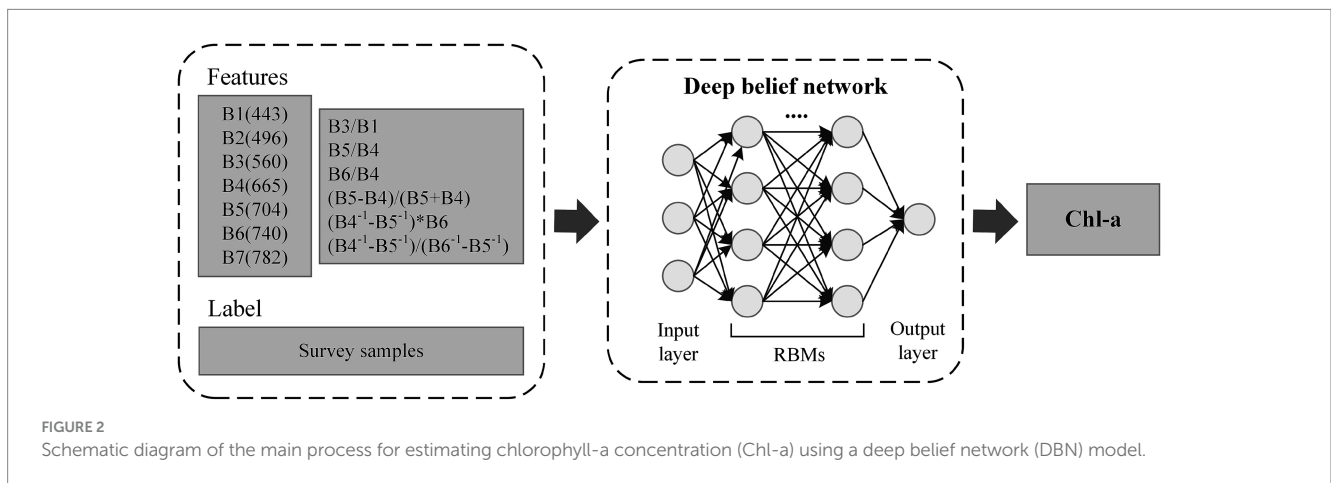 Features
B1(443)
B2(496)
B3(560)
B4(665)
B5(704)
B6(740)
B7(782)
B3/B1
B5/B4
B6/B4
(B5-B4)/(B5+B4)
(B4⁻¹-B5⁻¹)*B6
(B4⁻¹-B5⁻¹)/(B6⁻¹-B5⁻¹)
Label
Survey samples
Deep belief network
....
Input
layer
RBMs
Output
layer
Chl-a
FIGURE 2
Schematic diagram of the main process for estimating chlorophyll-a concentration (Chl-a) using a deep belief network (DBN) model.